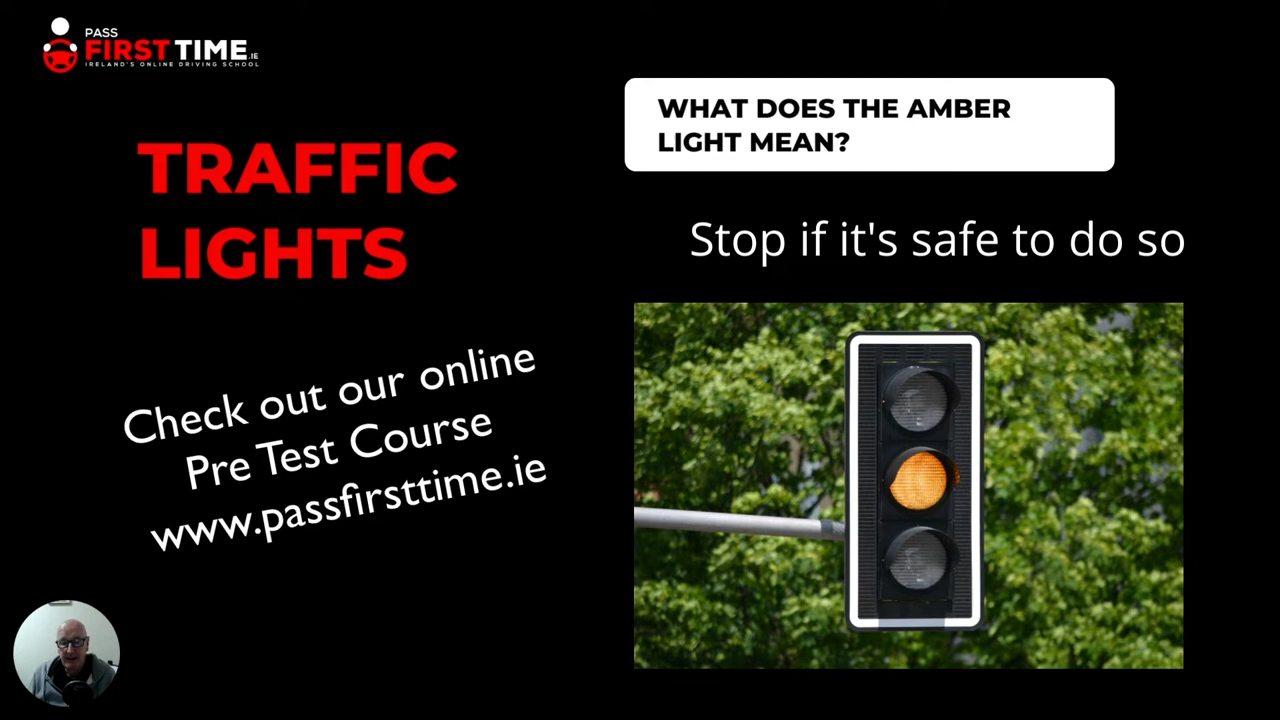 PASS
FIRST TIME.IE
IRELAND'S ONLINE DRIVING SCHOOL
TRAFFIC
LIGHTS
Check out our online
Pre Test Course
www.passfirsttime.ie
WHAT DOES THE AMBER
LIGHT MEAN?
Stop if it's safe to do so